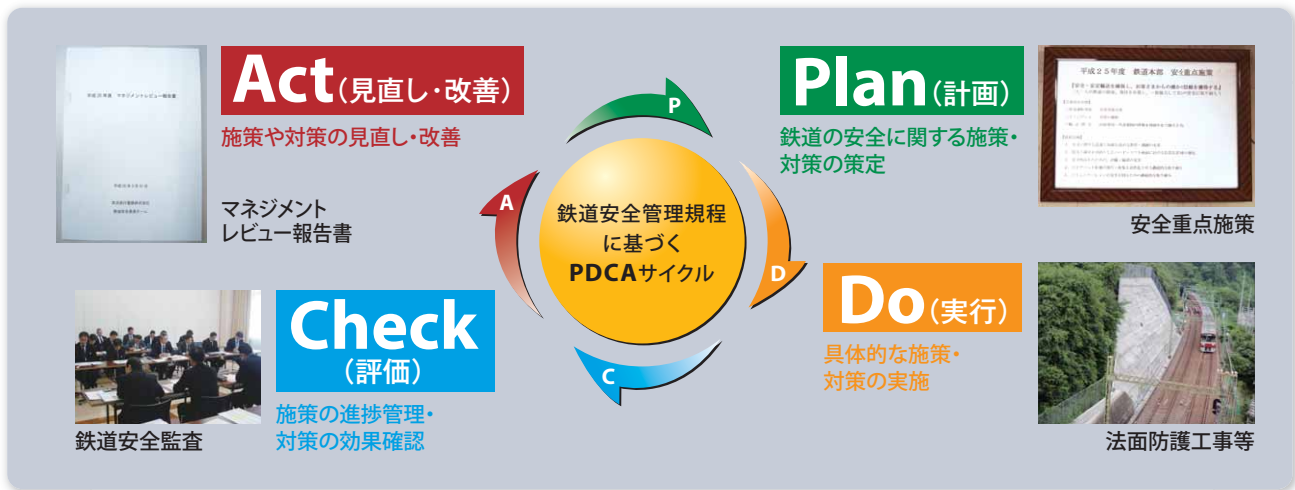 Act(見直し・改善)
施策や対策の見直し・改善
マネジメント
レビュー報告書
Plan(計画)
鉄道の安全に関する施策・
対策の策定
平成25年度 鉄道本部 安全重点施策
安全重点施策
P
A
D
C
鉄道安全管理規程
に基づく
PDCAサイクル
Check
(評価)
施策の進捗管理・
対策の効果確認
鉄道安全監査
Do(実行)
具体的な施策・
対策の実施
法面防護工事等